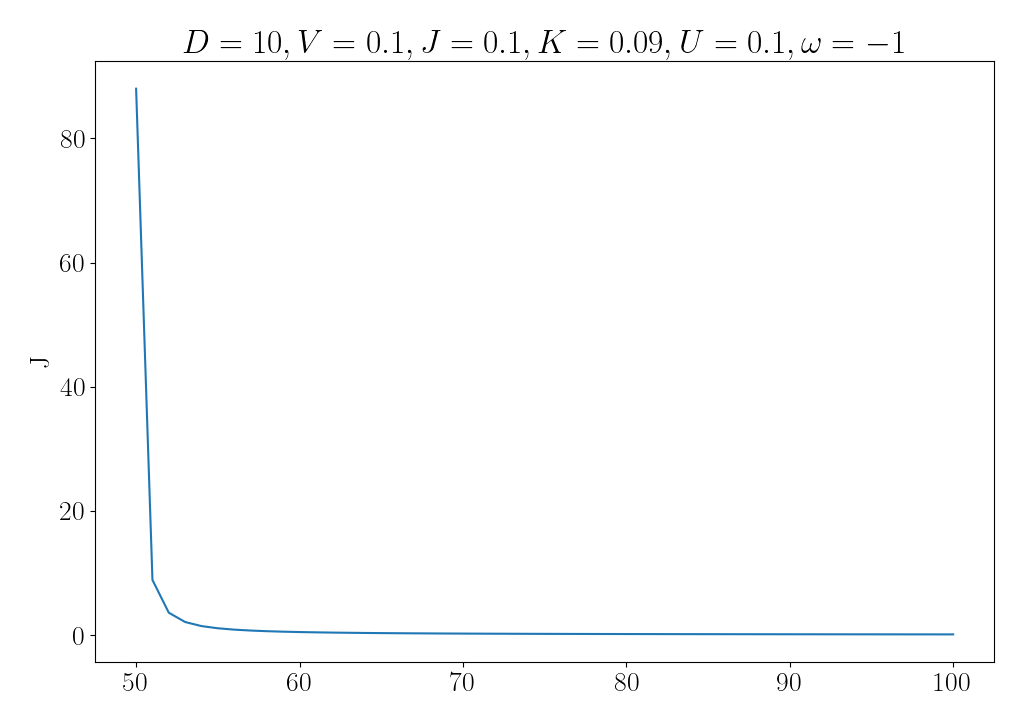 D = 10, V = 0.1, J = 0.1, K = 0.09, U = 0.1, ω = −1
80
60
J
40
20
0
50 60 70 80 90 100